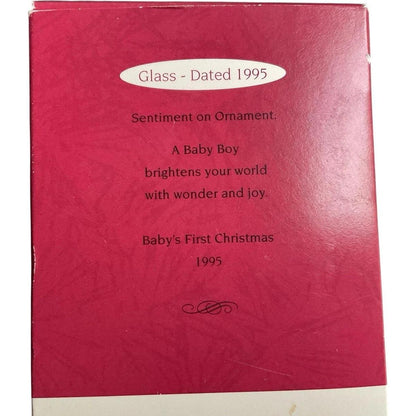 Glass - Dated 1995
Sentiment on Ornament:
A Baby Boy
brightens your world
with wonder and joy.
Baby's First Christmas
1995